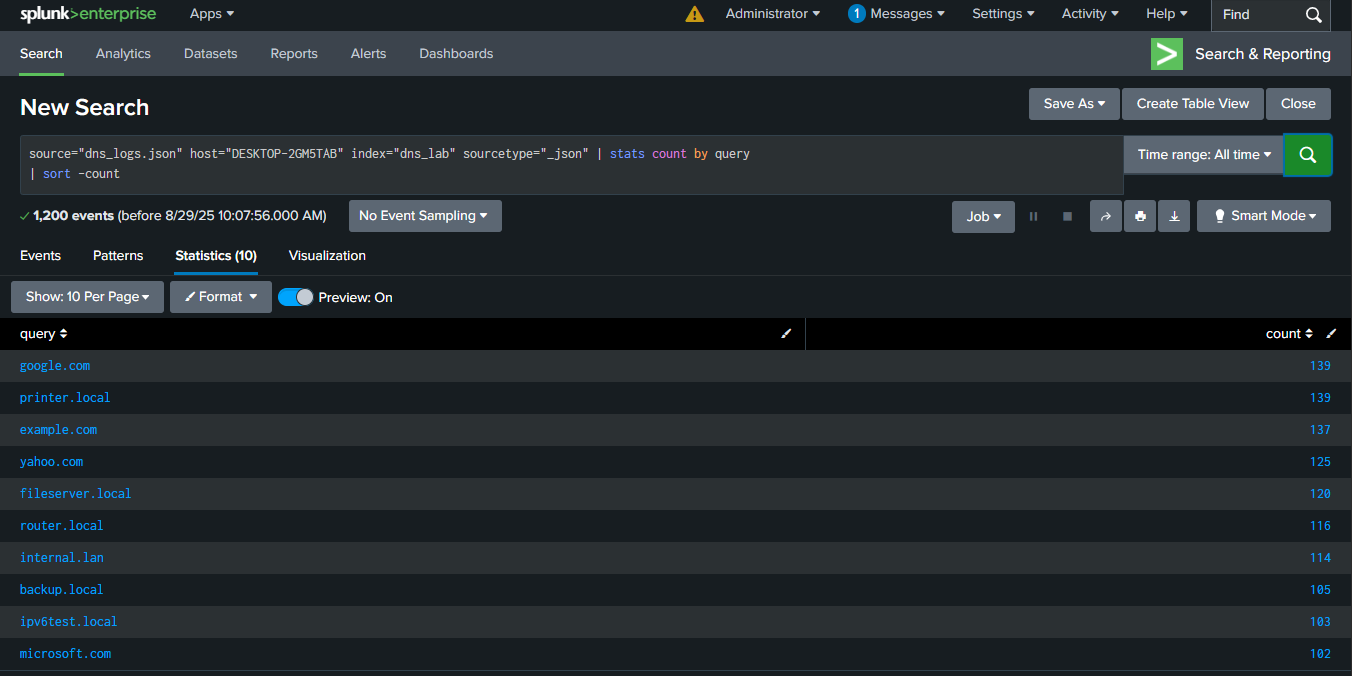 splunk>enterprise Apps Administrator 1 Messages Settings Activity Help Find
Search Analytics Datasets Reports Alerts Dashboards > Search & Reporting
New Search Save As Create Table View Close
source="dns_logs.json" host="DESKTOP-2GM5TAB" index="dns_lab" sourcetype="_json" | stats count by query Time range: All time
| sort -count
1,200 events (before 8/29/25 10:07:56.000 AM) No Event Sampling Job Smart Mode
Events Patterns Statistics (10) Visualization
Show: 10 Per Page Format Preview: On
query count
google.com 139
printer.local 139
example.com 137
yahoo.com 125
fileserver.local 120
router.local 116
internal.lan 114
backup.local 105
ipv6test.local 103
microsoft.com 102